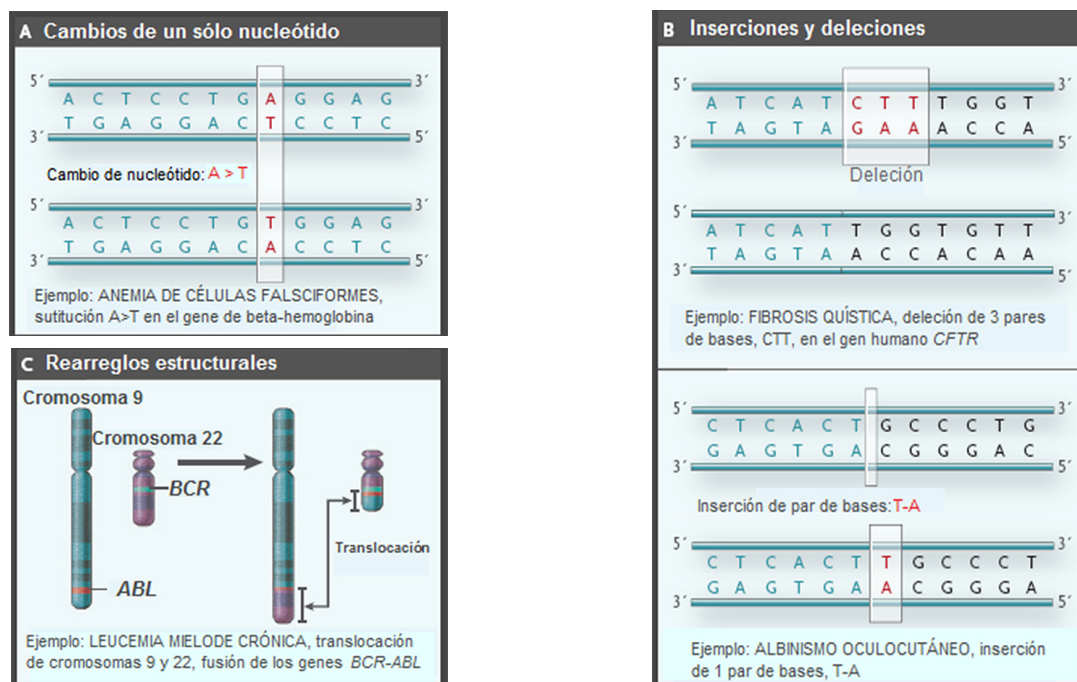 A Cambios de un sólo nucleótido
5´ 3´
A C T C C T G A G G A G
T G A G G A C T C C T C
3´ 5´
Cambio de nucleótido: A > T
5´ 3´
A C T C C T G T G G A G
T G A G G A C A C C T C
3´ 5´
Ejemplo: ANEMIA DE CÉLULAS FALSCIFORMES,
sutitución A>T en el gene de beta-hemoglobina
B Inserciones y deleciones
5´ 3´
A T C A T C T T T G G T
T A G T A G A A A C C A
3´ 5´
Deleción
5´ 3´
A T C A T T G G T G T T
T A G T A A C C A C A A
3´ 5´
Ejemplo: FIBROSIS QUÍSTICA, deleción de 3 pares
de bases, CTT, en el gen humano CFTR
5´ 3´
C T C A C T G C C C T G
G A G T G A C G G G A C
3´ 5´
Inserción de par de bases: T-A
5´ 3´
C T C A C T T G C C C T
G A G T G A A C G G G A
3´ 5´
Ejemplo: ALBINISMO OCULOCUTÁNEO, inserción
de 1 par de bases, T-A
C Rearreglos estructurales
Cromosoma 9
Cromosoma 22
BCR
Translocación
ABL
Ejemplo: LEUCEMIA MIELODE CRÓNICA, translocación
de cromosomas 9 y 22, fusión de los genes BCR-ABL